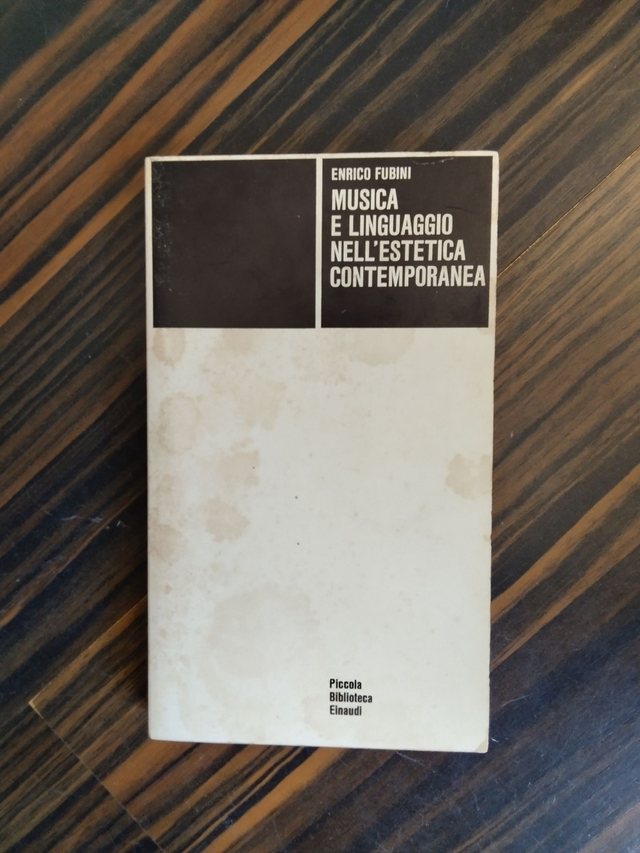 ENRICO FUBINI
MUSICA
E LINGUAGGIO
NELL'ESTETICA
CONTEMPORANEA
Piccola
Biblioteca
Einaudi